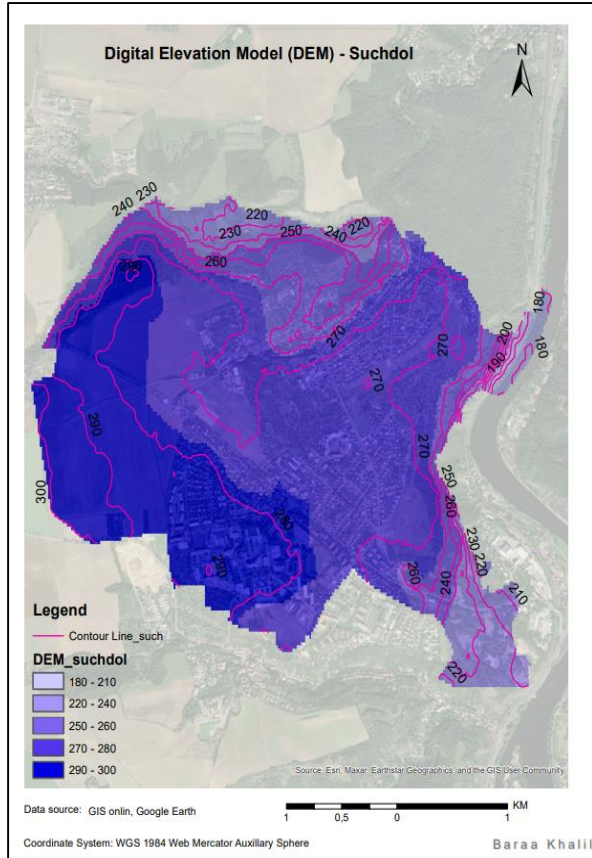 Digital Elevation Model (DEM) - Suchdol
N
230
240
220
220
230
250
240
260
180
270
270
200
180
190
270
270
290
300
250
260
280
230
220
290
260
240
210
220
Legend
Contour Line_such
DEM_suchdol
180 - 210
220 - 240
250 - 260
270 - 280
290 - 300
Source: Esri, Maxar, Earthstar Geographics, and the GIS User Community
Data source: GIS onlin, Google Earth
KM
1 0,5 0 1
Coordinate System: WGS 1984 Web Mercator Auxillary Sphere
Baraa Khalil